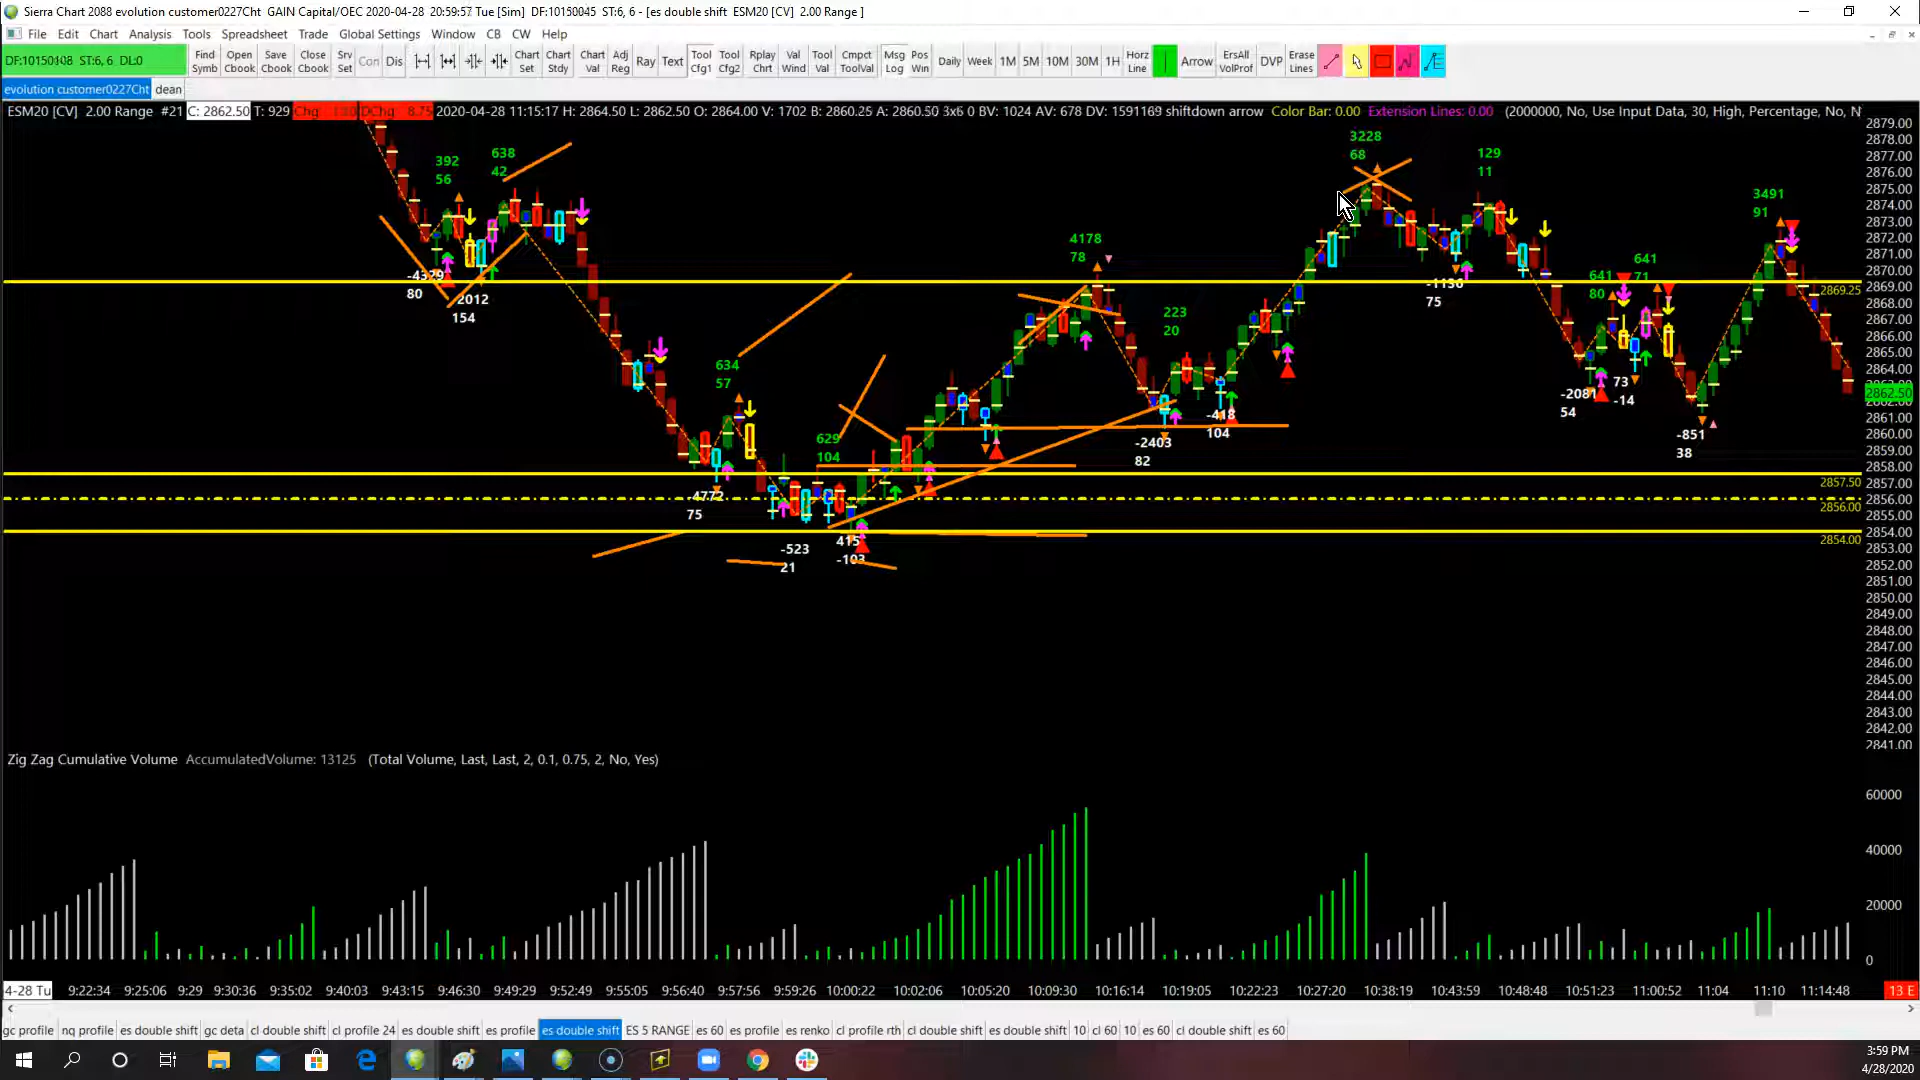 Sierra Chart 2088 evolution customer0227Cht GAIN Capital/OEC 2020-04-28 20:59:57 Tue [Sim] DF:10150045 ST:6, 6 - [es double shift ESM20 [CV] 2.00 Range ]
File Edit Chart Analysis Tools Spreadsheet Trade Global Settings Window CB CW Help
ST:6, 6 DL:0
Find Symb
Open Cbook
Save Cbook
Close Cbook
Srv Set
Con
Dis
Chart Set
Chart Stdy
Chart Val
Adj Reg
Ray
Text
Tool Cfg1
Tool Cfg2
Rplay Chrt
Val Wind
Tool Val
Cmpct ToolVal
Msg Log
Pos Win
Daily Week 1M 5M 10M 30M 1H
Horz Line
Arrow
ErsAll VolProf
DVP
Erase Lines
evolution customer0227Cht dean
ESM20 [CV] 2.00 Range #21 C: 2862.50 T: 929 2020-04-28 11:15:17 H: 2864.50 L: 2862.50 O: 2864.00 V: 1702 B: 2860.25 A: 2860.50 3x6 0 BV: 1024 AV: 678 DV: 1591169 shiftdown arrow Color Bar: 0.00 Extension Lines: 0.00 (2000000, No, Use Input Data, 30, High, Percentage, No, N
392
56
638
42
-4329
80
2012
154
634
57
-4772
75
629
104
-523
21
415
-103
4178
78
223
20
-2403
82
-418
104
3228
68
129
11
-1136
75
641
80
641
71
-2081
54
73
-14
-851
38
3491
91
2869.25
2857.50
2856.00
2854.00
2879.00
2878.00
2877.00
2876.00
2875.00
2874.00
2873.00
2872.00
2871.00
2870.00
2869.00
2868.00
2867.00
2866.00
2865.00
2864.00
2862.50
2861.00
2860.00
2859.00
2858.00
2857.00
2856.00
2855.00
2854.00
2853.00
2852.00
2851.00
2850.00
2849.00
2848.00
2847.00
2846.00
2845.00
2844.00
2843.00
2842.00
2841.00
Zig Zag Cumulative Volume AccumulatedVolume: 13125 (Total Volume, Last, Last, 2, 0.1, 0.75, 2, No, Yes)
60000
40000
20000
0
4-28 Tu 9:22:34 9:25:06 9:29 9:30:36 9:35:02 9:40:03 9:43:15 9:46:30 9:49:29 9:52:49 9:55:05 9:56:40 9:57:56 9:59:26 10:00:22 10:02:06 10:05:20 10:09:30 10:16:14 10:19:05 10:22:23 10:27:20 10:38:19 10:43:59 10:48:48 10:51:23 11:00:52 11:04 11:10 11:14:48 13 E
gc profile nq profile es double shift gc deta cl double shift cl profile 24 es double shift es profile es double shift ES 5 RANGE es 60 es profile es renko cl profile rth cl double shift es double shift 10 cl 60 10 es 60 cl double shift es 60
3:59 PM
4/28/2020